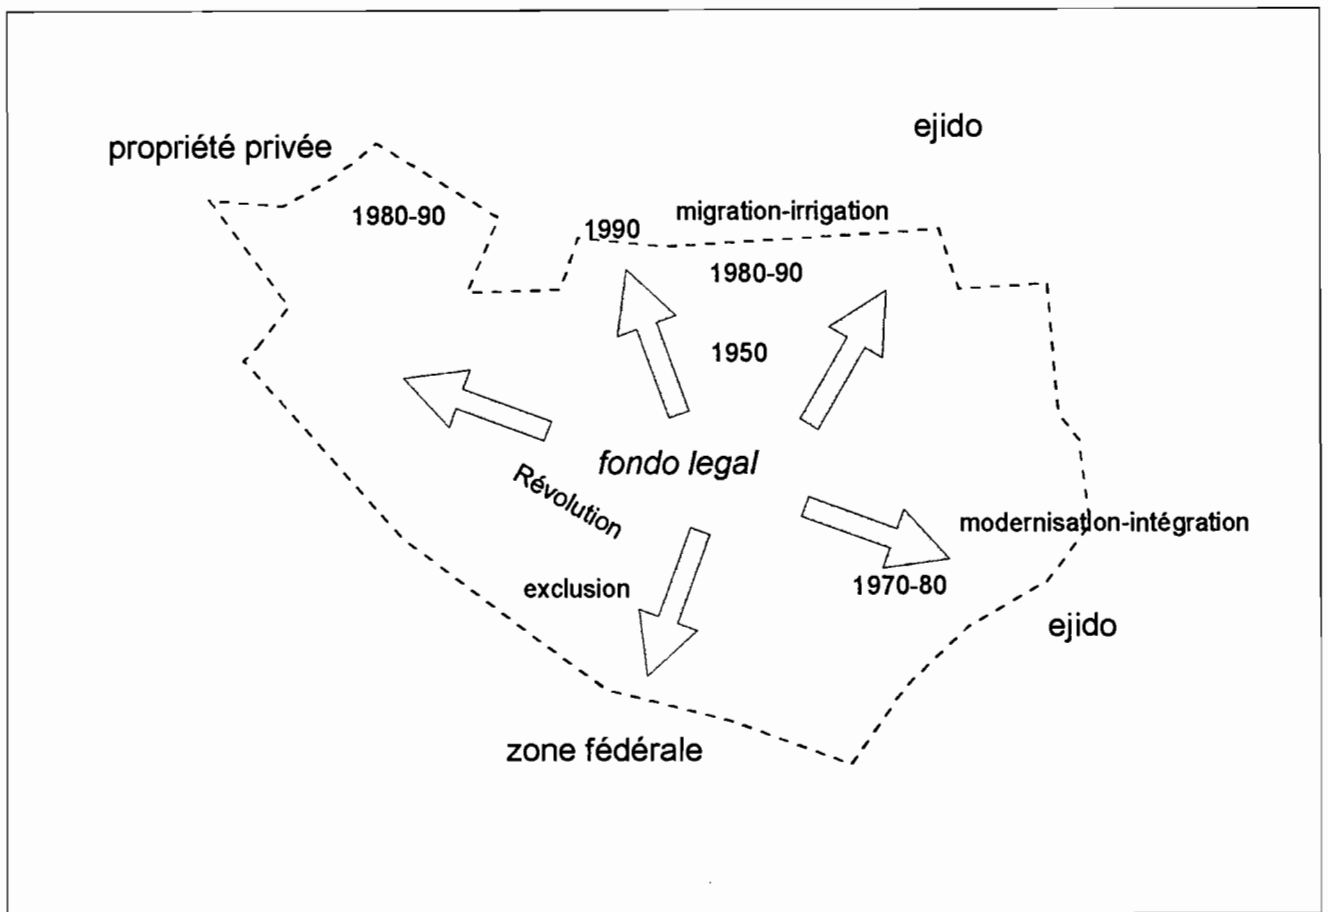 ejido
propriété privée
1980-90
migration-irrigation
1990
1980-90
1950
fondo legal
Révolution
modernisation-intégration
exclusion
1970-80
ejido
zone fédérale